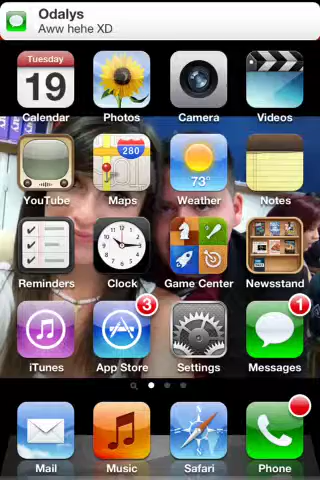 Odalys
Aww hehe XD
Tuesday
19
280
73°
Calendar
Photos
Camera
Videos
YouTube
Maps
Weather
Notes
Reminders
Clock
Game Center
Newsstand
3
1
iTunes
App Store
Settings
Messages
Mail
Music
Safari
Phone